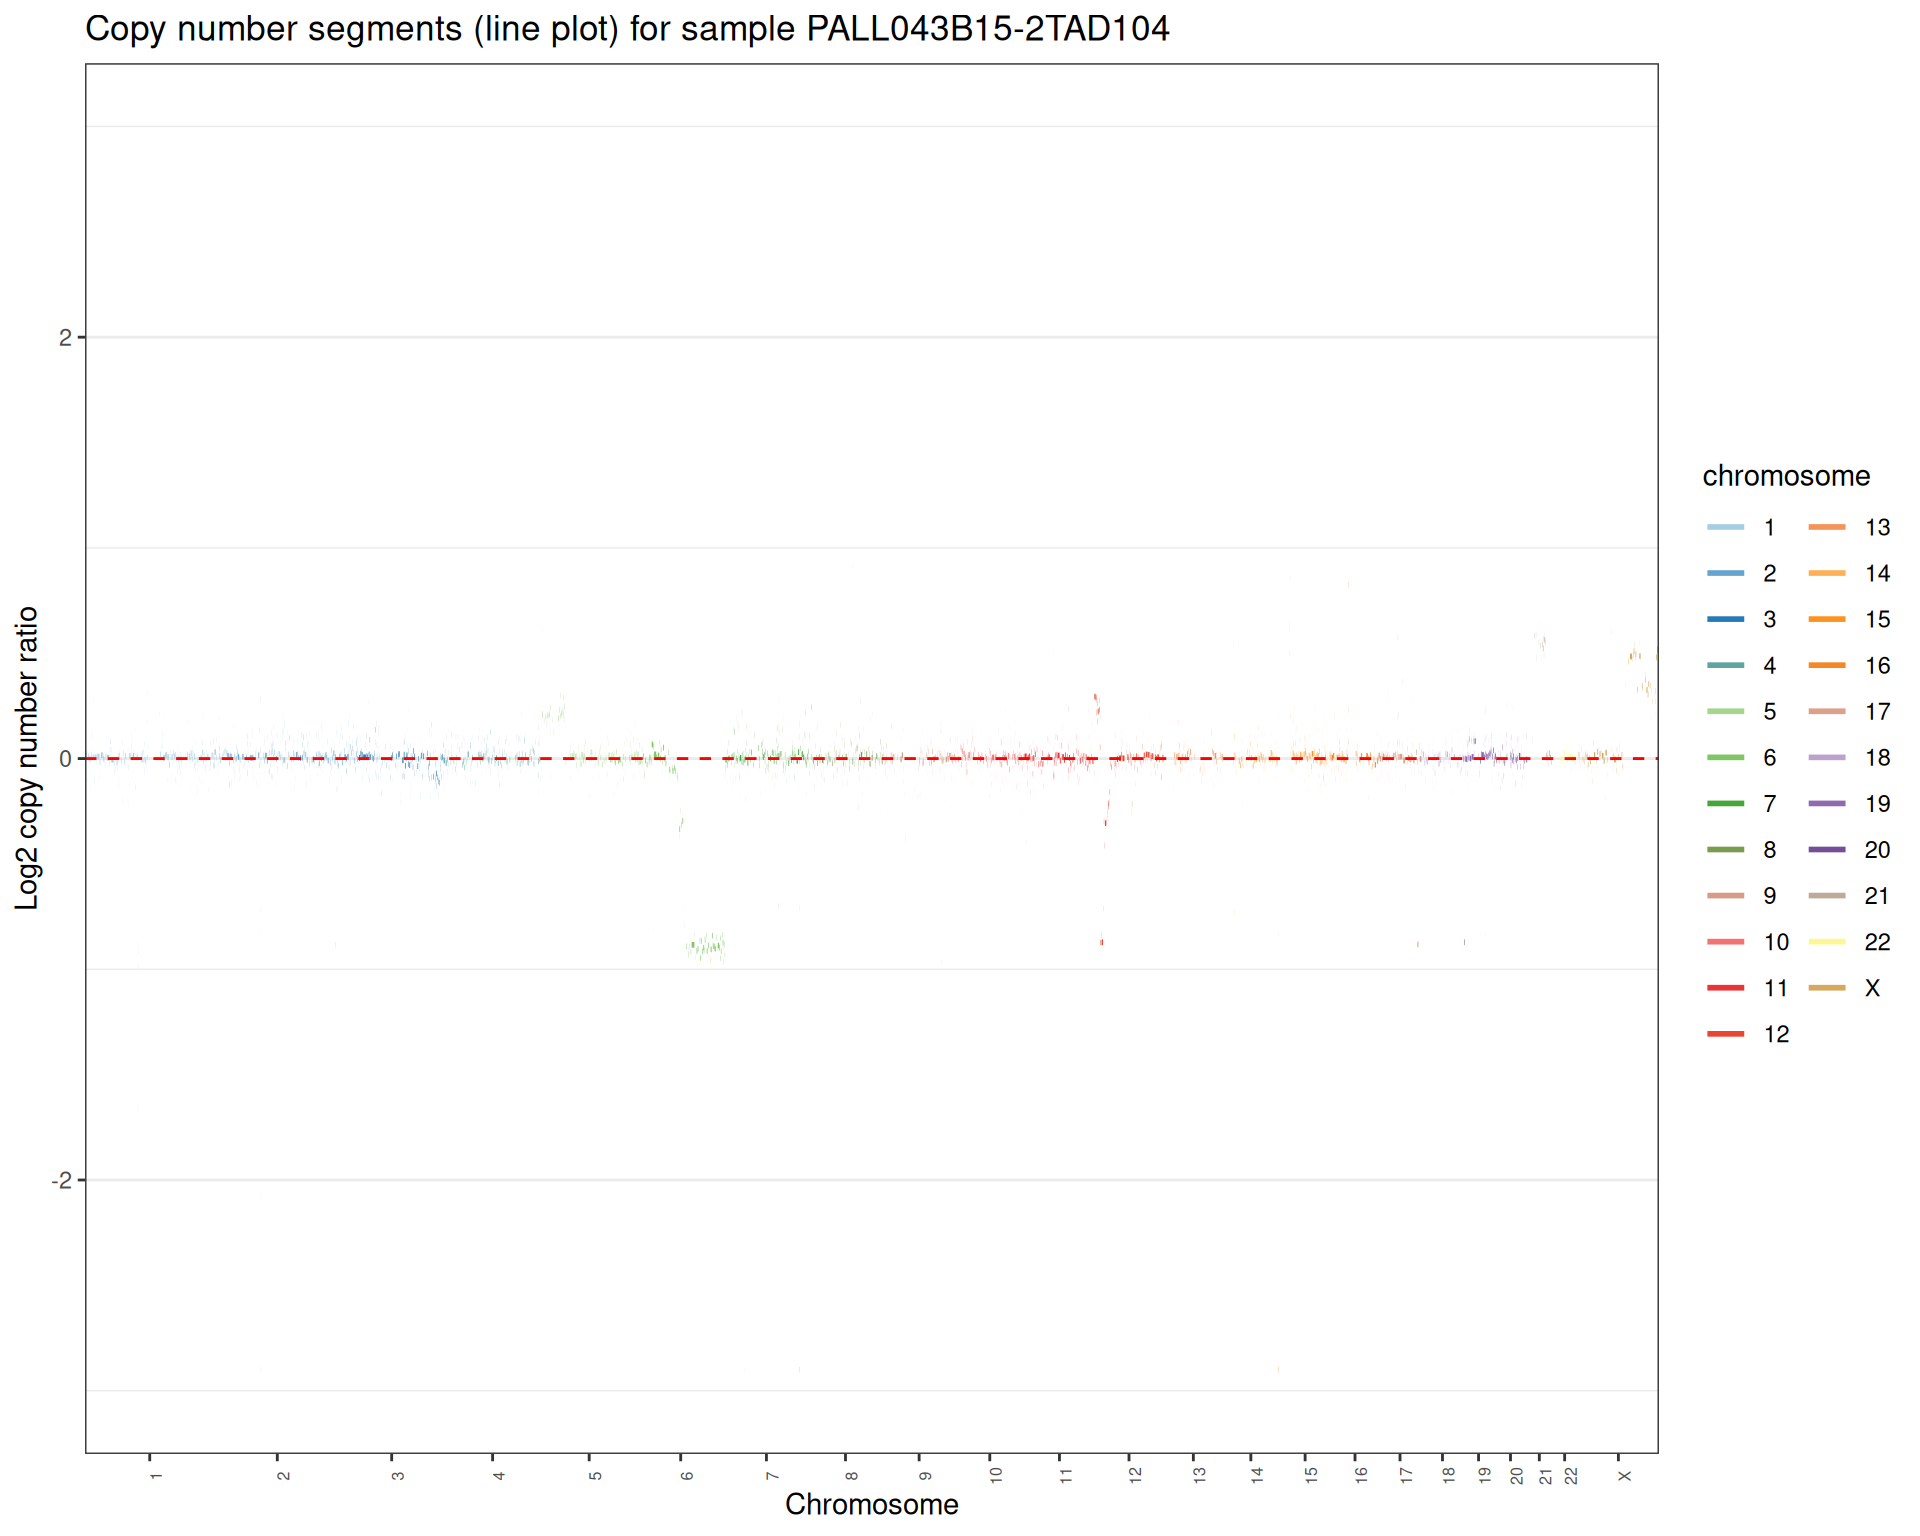 Copy number segments (line plot) for sample PALL043B15-2TAD104
Log2 copy number ratio
2
0
-2
1 2 3 4 5 6 7 8 9 10 11 12 13 14 15 16 17 18 19 20 21 22 X
Chromosome
chromosome
1 13
2 14
3 15
4 16
5 17
6 18
7 19
8 20
9 21
10 22
11 X
12